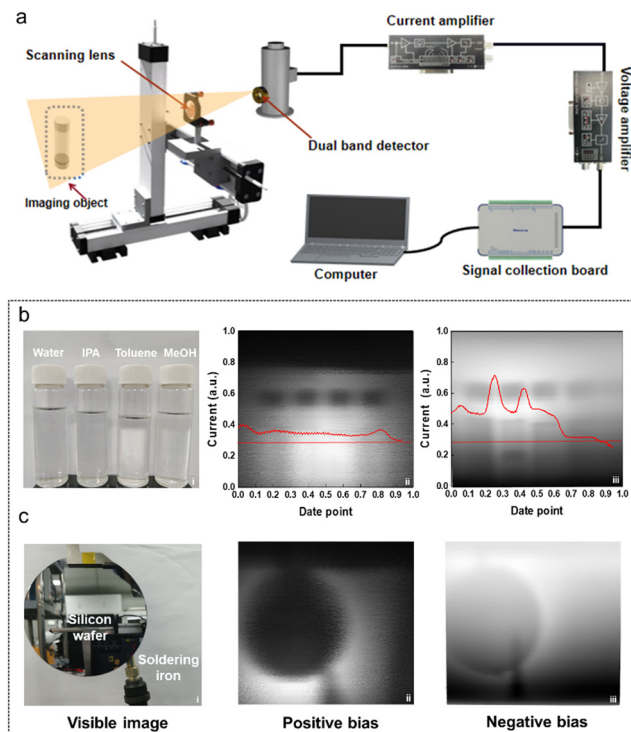 a
Current amplifier
Scanning lens
Voltage amplifier
Dual band detector
Imaging object
Computer
Signal collection board
b
Water IPA Toluene MeOH
i
Current (a.u.)
1.0
0.8
0.6
0.4
0.2
0.0
0.0 0.1 0.2 0.3 0.4 0.5 0.6 0.7 0.8 0.9 1.0
Date point
ii
Current (a.u.)
1.0
0.8
0.6
0.4
0.2
0.0
0.0 0.1 0.2 0.3 0.4 0.5 0.6 0.7 0.8 0.9 1.0
Date point
iii
c
Silicon
wafer
Soldering
iron
i
ii
iii
Visible image
Positive bias
Negative bias